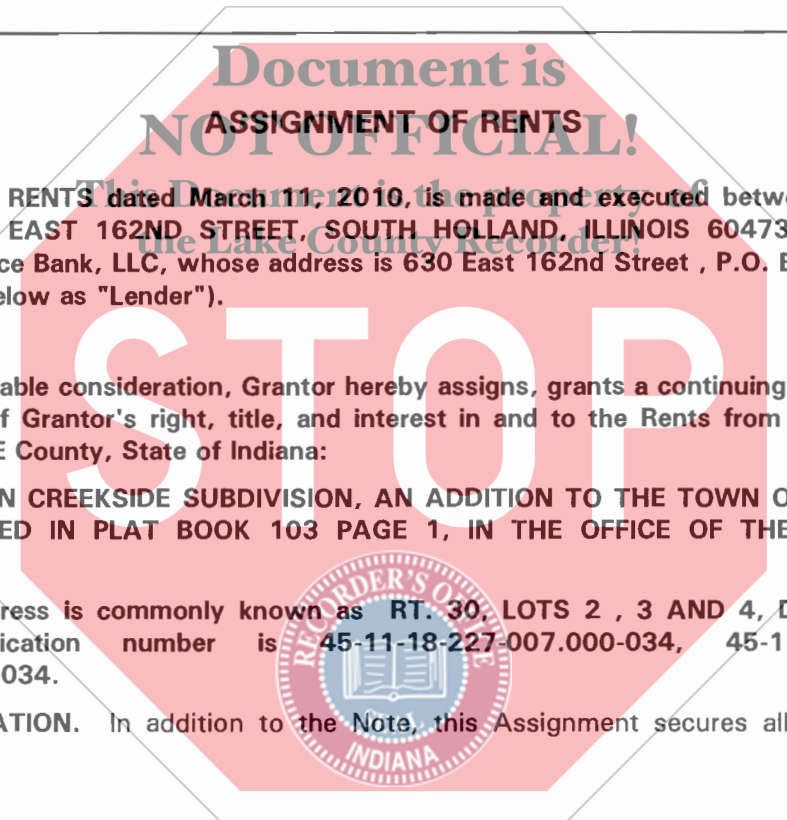 Document is
NOT OFFICIAL!
ASSIGNMENT OF RENTS
This Document is the property of
the Lake County Recorder!
RENTS dated March 11, 2010, is made and executed betw
EAST 162ND STREET, SOUTH HOLLAND, ILLINOIS 60473
ce Bank, LLC, whose address is 630 East 162nd Street , P.O. B
elow as "Lender").
STOP
able consideration, Grantor hereby assigns, grants a continuing
f Grantor's right, title, and interest in and to the Rents from
E County, State of Indiana:
N CREEKSIDE SUBDIVISION, AN ADDITION TO THE TOWN O
ED IN PLAT BOOK 103 PAGE 1, IN THE OFFICE OF THE
ress is commonly known as RT. 30, LOTS 2 , 3 AND 4, D
ication number is 45-11-18-227-007.000-034, 45-1
034.
ATION. In addition to the Note, this Assignment secures all
RECORDER'S OFFICE
SEAL
INDIANA